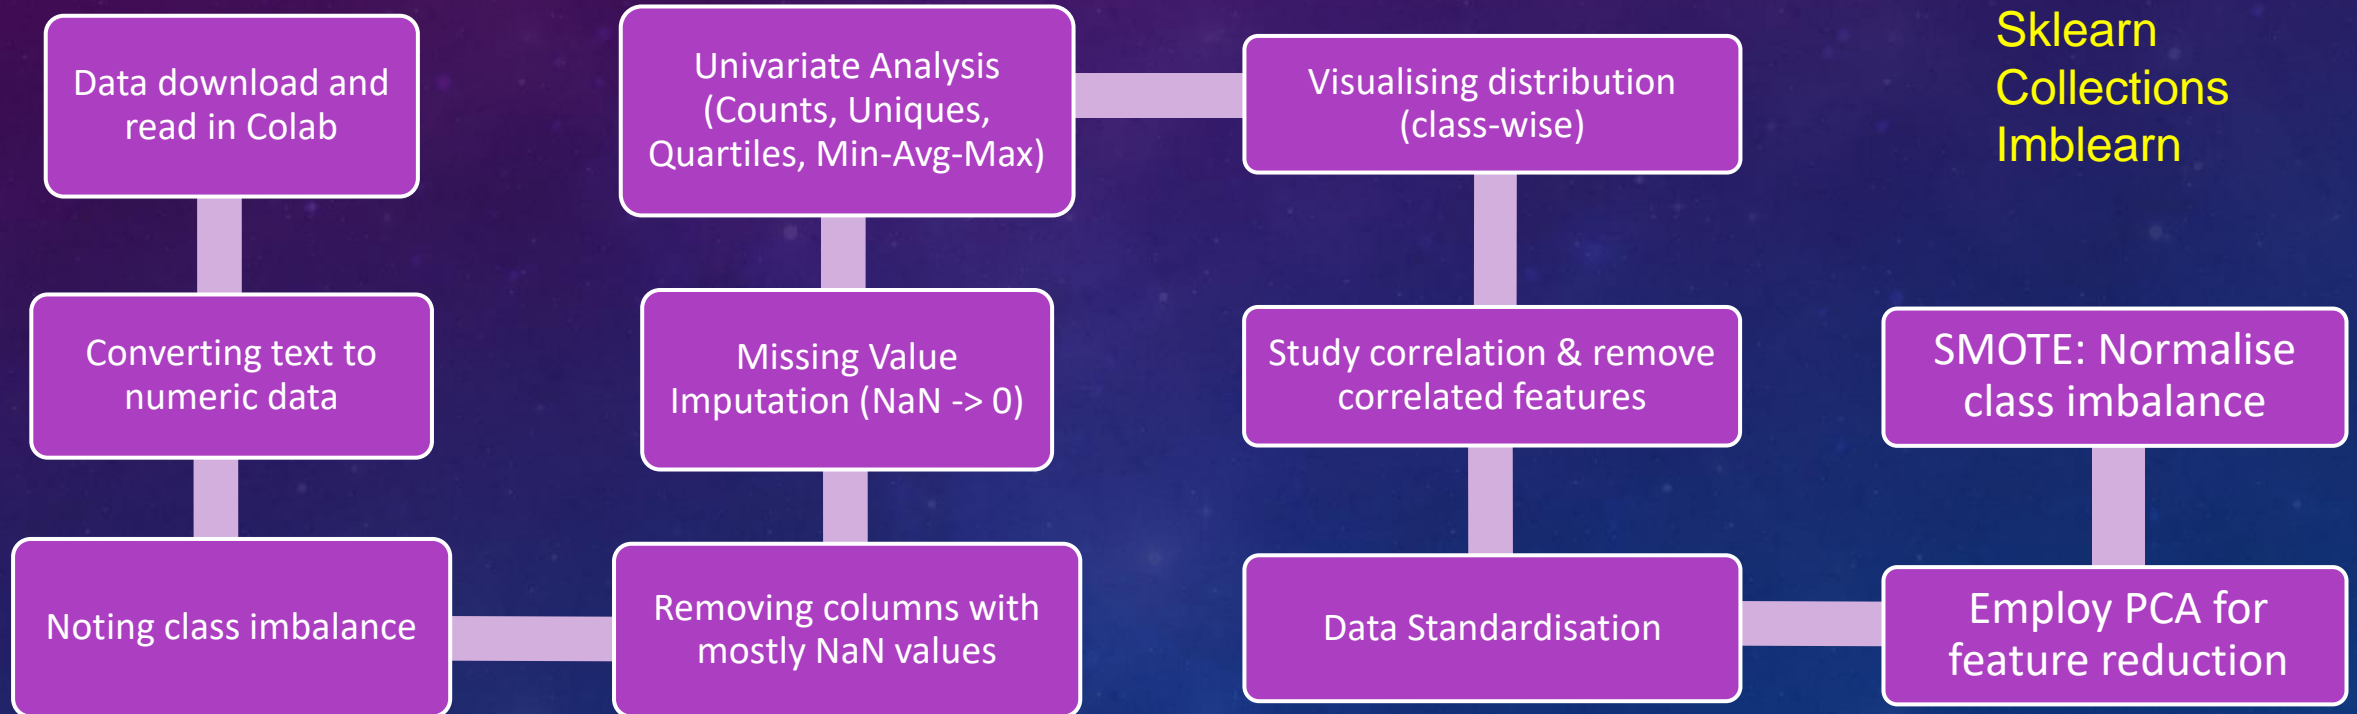 Data download and
read in Colab
Converting text to
numeric data
Noting class imbalance
Removing columns with
mostly NaN values
Missing Value
Imputation (NaN -> 0)
Univariate Analysis
(Counts, Uniques,
Quartiles, Min-Avg-Max)
Visualising distribution
(class-wise)
Study correlation & remove
correlated features
Data Standardisation
Employ PCA for
feature reduction
SMOTE: Normalise
class imbalance
Sklearn
Collections
Imblearn